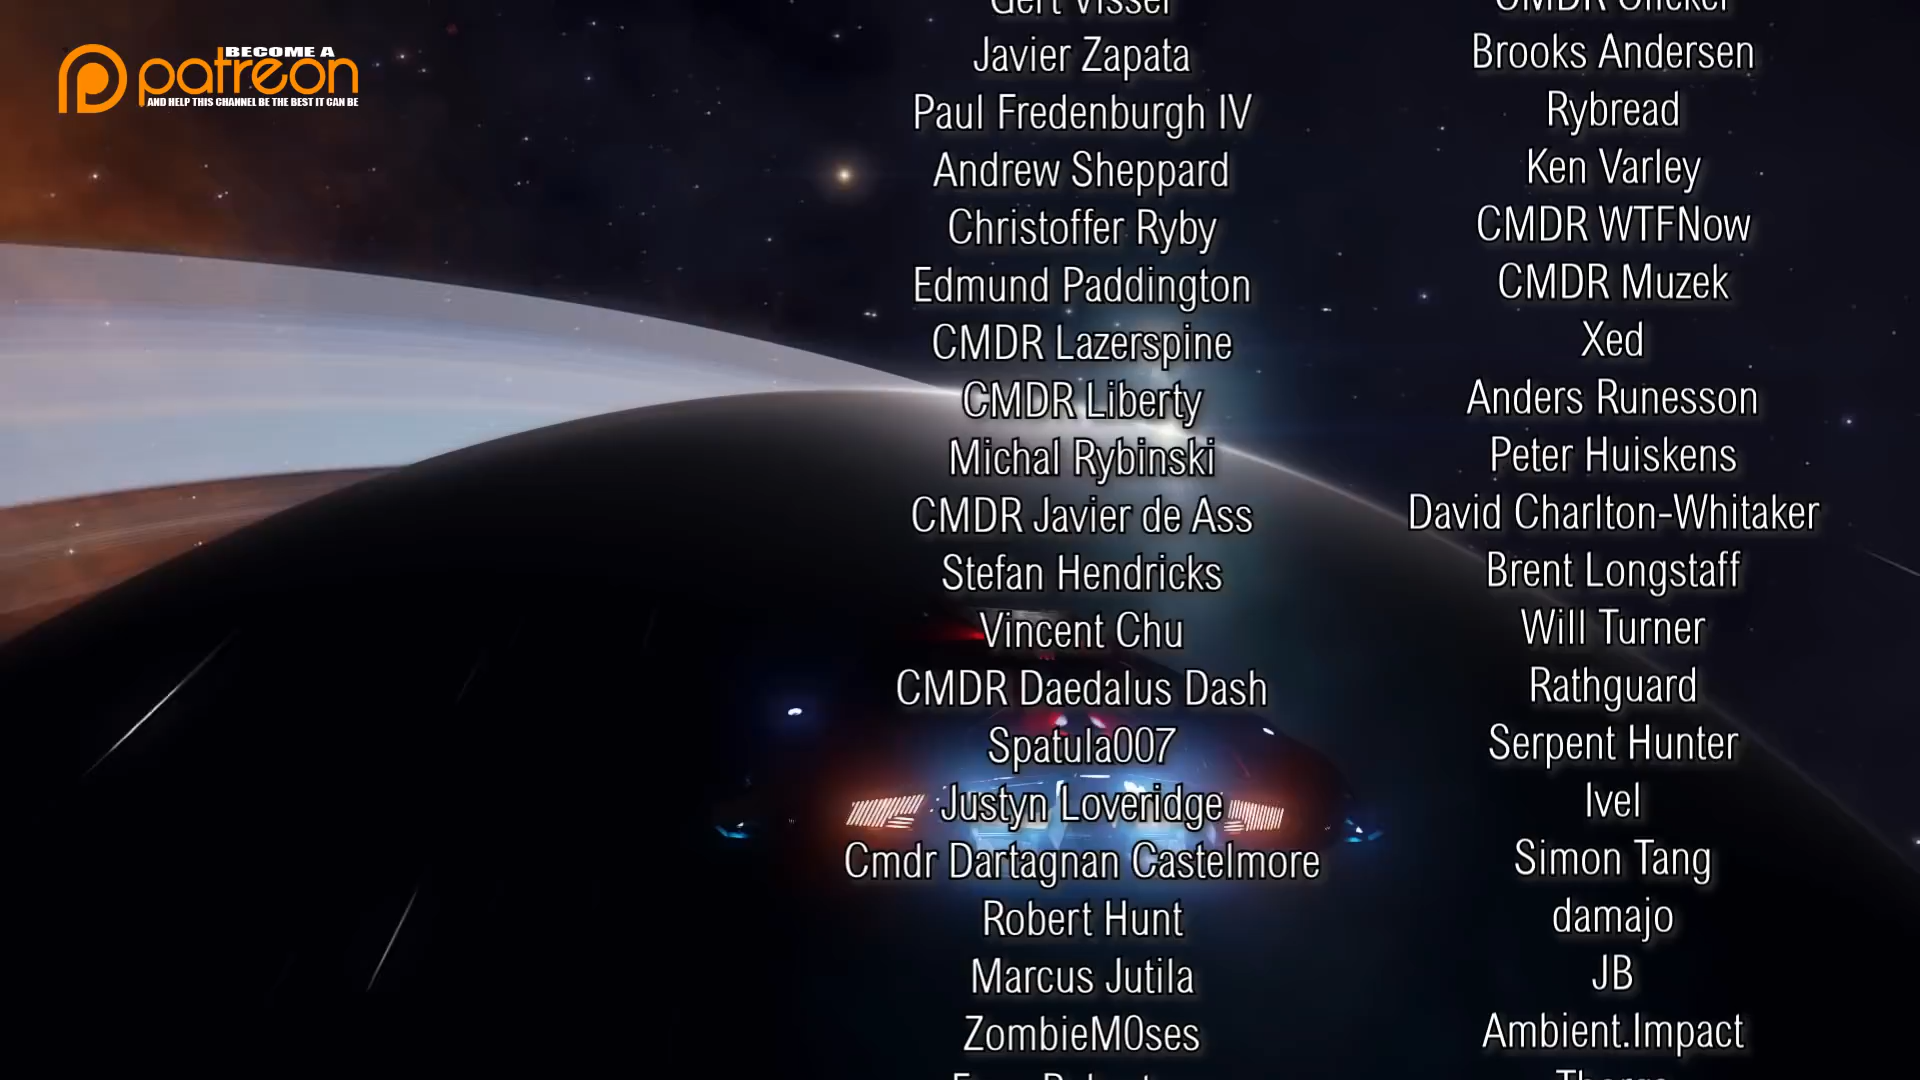 BECOME A
patreon
AND HELP THIS CHANNEL BE THE BEST IT CAN BE
Gert Visser
Javier Zapata
Paul Fredenburgh IV
Andrew Sheppard
Christoffer Ryby
Edmund Paddington
CMDR Lazerspine
CMDR Liberty
Michal Rybinski
CMDR Javier de Ass
Stefan Hendricks
Vincent Chu
CMDR Daedalus Dash
Spatula007
Justyn Loveridge
Cmdr Dartagnan Castelmore
Robert Hunt
Marcus Jutila
ZombieM0ses
CMDR
Brooks Andersen
Rybread
Ken Varley
CMDR WTFNow
CMDR Muzek
Xed
Anders Runesson
Peter Huiskens
David Charlton-Whitaker
Brent Longstaff
Will Turner
Rathguard
Serpent Hunter
Ivel
Simon Tang
damajo
JB
Ambient.Impact